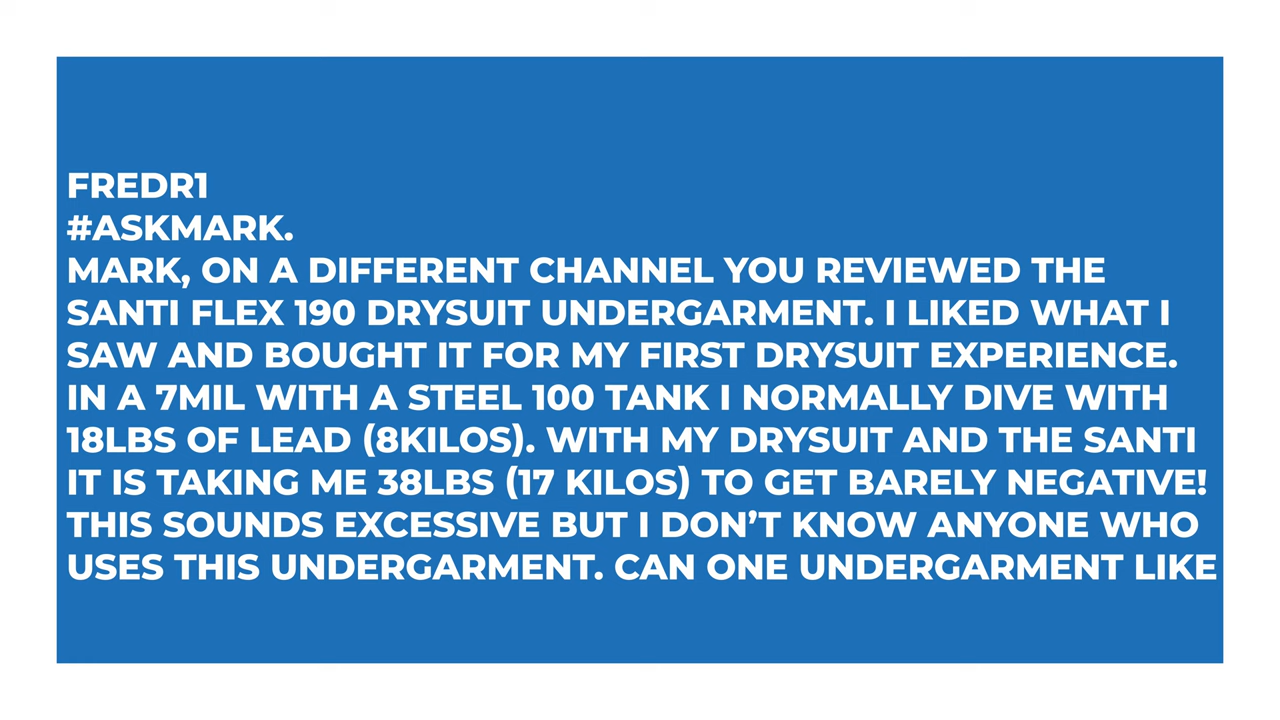 FREDR1
#ASKMARK.
MARK, ON A DIFFERENT CHANNEL YOU REVIEWED THE
SANTI FLEX 190 DRYSUIT UNDERGARMENT. I LIKED WHAT I
SAW AND BOUGHT IT FOR MY FIRST DRYSUIT EXPERIENCE.
IN A 7MIL WITH A STEEL 100 TANK I NORMALLY DIVE WITH
18LBS OF LEAD (8KILOS). WITH MY DRYSUIT AND THE SANTI
IT IS TAKING ME 38LBS (17 KILOS) TO GET BARELY NEGATIVE!
THIS SOUNDS EXCESSIVE BUT I DON’T KNOW ANYONE WHO
USES THIS UNDERGARMENT. CAN ONE UNDERGARMENT LIKE